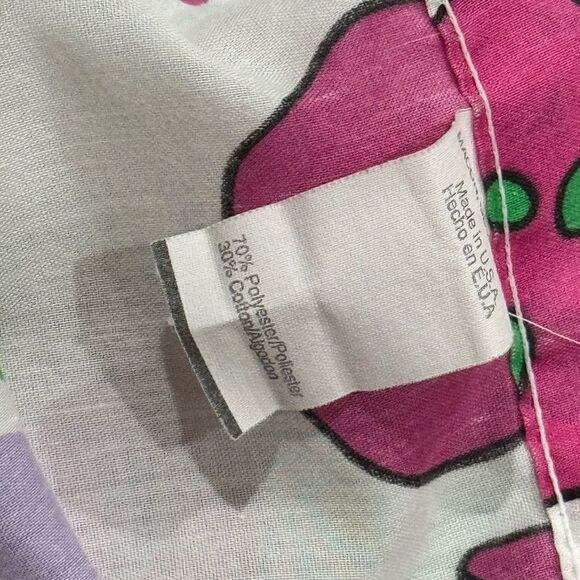 Made in U.S.A
Hecho en E.U.A
70% Polyester/Poliester
30% Cotton/Algodon